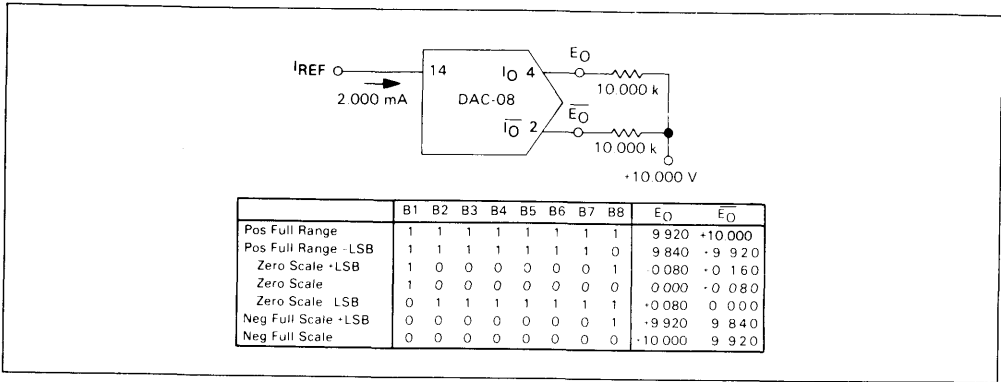 EO
IREF
14
IO 4
10.000 k
2.000 mA
DAC-08
EO
IO 2
10.000 k
+10.000 V
B1 B2 B3 B4 B5 B6 B7 B8 EO EO
Pos Full Range 1 1 1 1 1 1 1 1 9 920 +10.000
Pos Full Range -LSB 1 1 1 1 1 1 1 0 9 840 +9 920
Zero Scale +LSB 1 0 0 0 0 0 0 1 -0 080 +0 160
Zero Scale 1 0 0 0 0 0 0 0 0 000 +0 080
Zero Scale LSB 0 1 1 1 1 1 1 1 +0 080 0 000
Neg Full Scale +LSB 0 0 0 0 0 0 0 1 +9 920 9 840
Neg Full Scale 0 0 0 0 0 0 0 0 +10 000 9 920